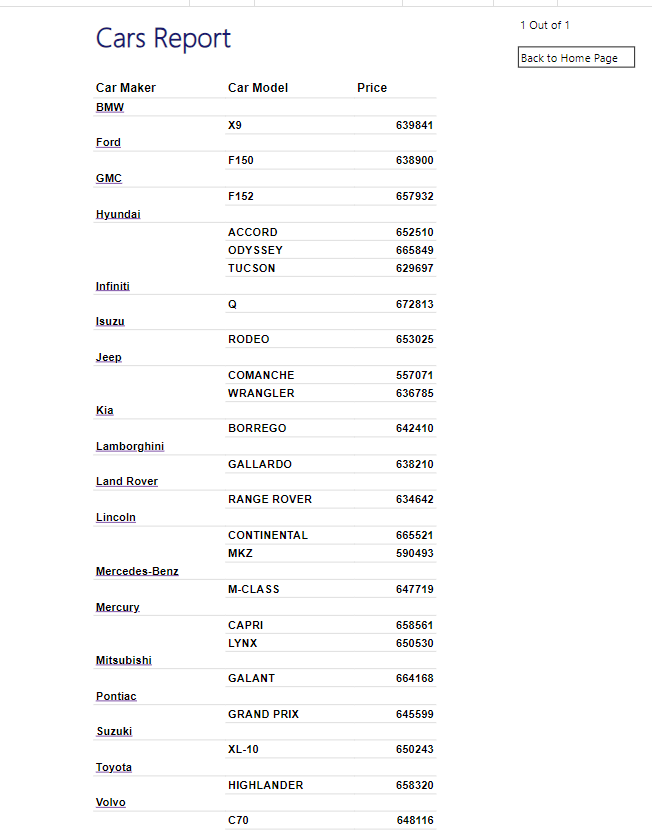 Cars Report
1 Out of 1
Back to Home Page
Car Maker Car Model Price
BMW
X9 639841
Ford
F150 638900
GMC
F152 657932
Hyundai
ACCORD 652510
ODYSSEY 665849
TUCSON 629697
Infiniti
Q 672813
Isuzu
RODEO 653025
Jeep
COMANCHE 557071
WRANGLER 636785
Kia
BORREGO 642410
Lamborghini
GALLARDO 638210
Land Rover
RANGE ROVER 634642
Lincoln
CONTINENTAL 665521
MKZ 590493
Mercedes-Benz
M-CLASS 647719
Mercury
CAPRI 658561
LYNX 650530
Mitsubishi
GALANT 664168
Pontiac
GRAND PRIX 645599
Suzuki
XL-10 650243
Toyota
HIGHLANDER 658320
Volvo
C70 648116